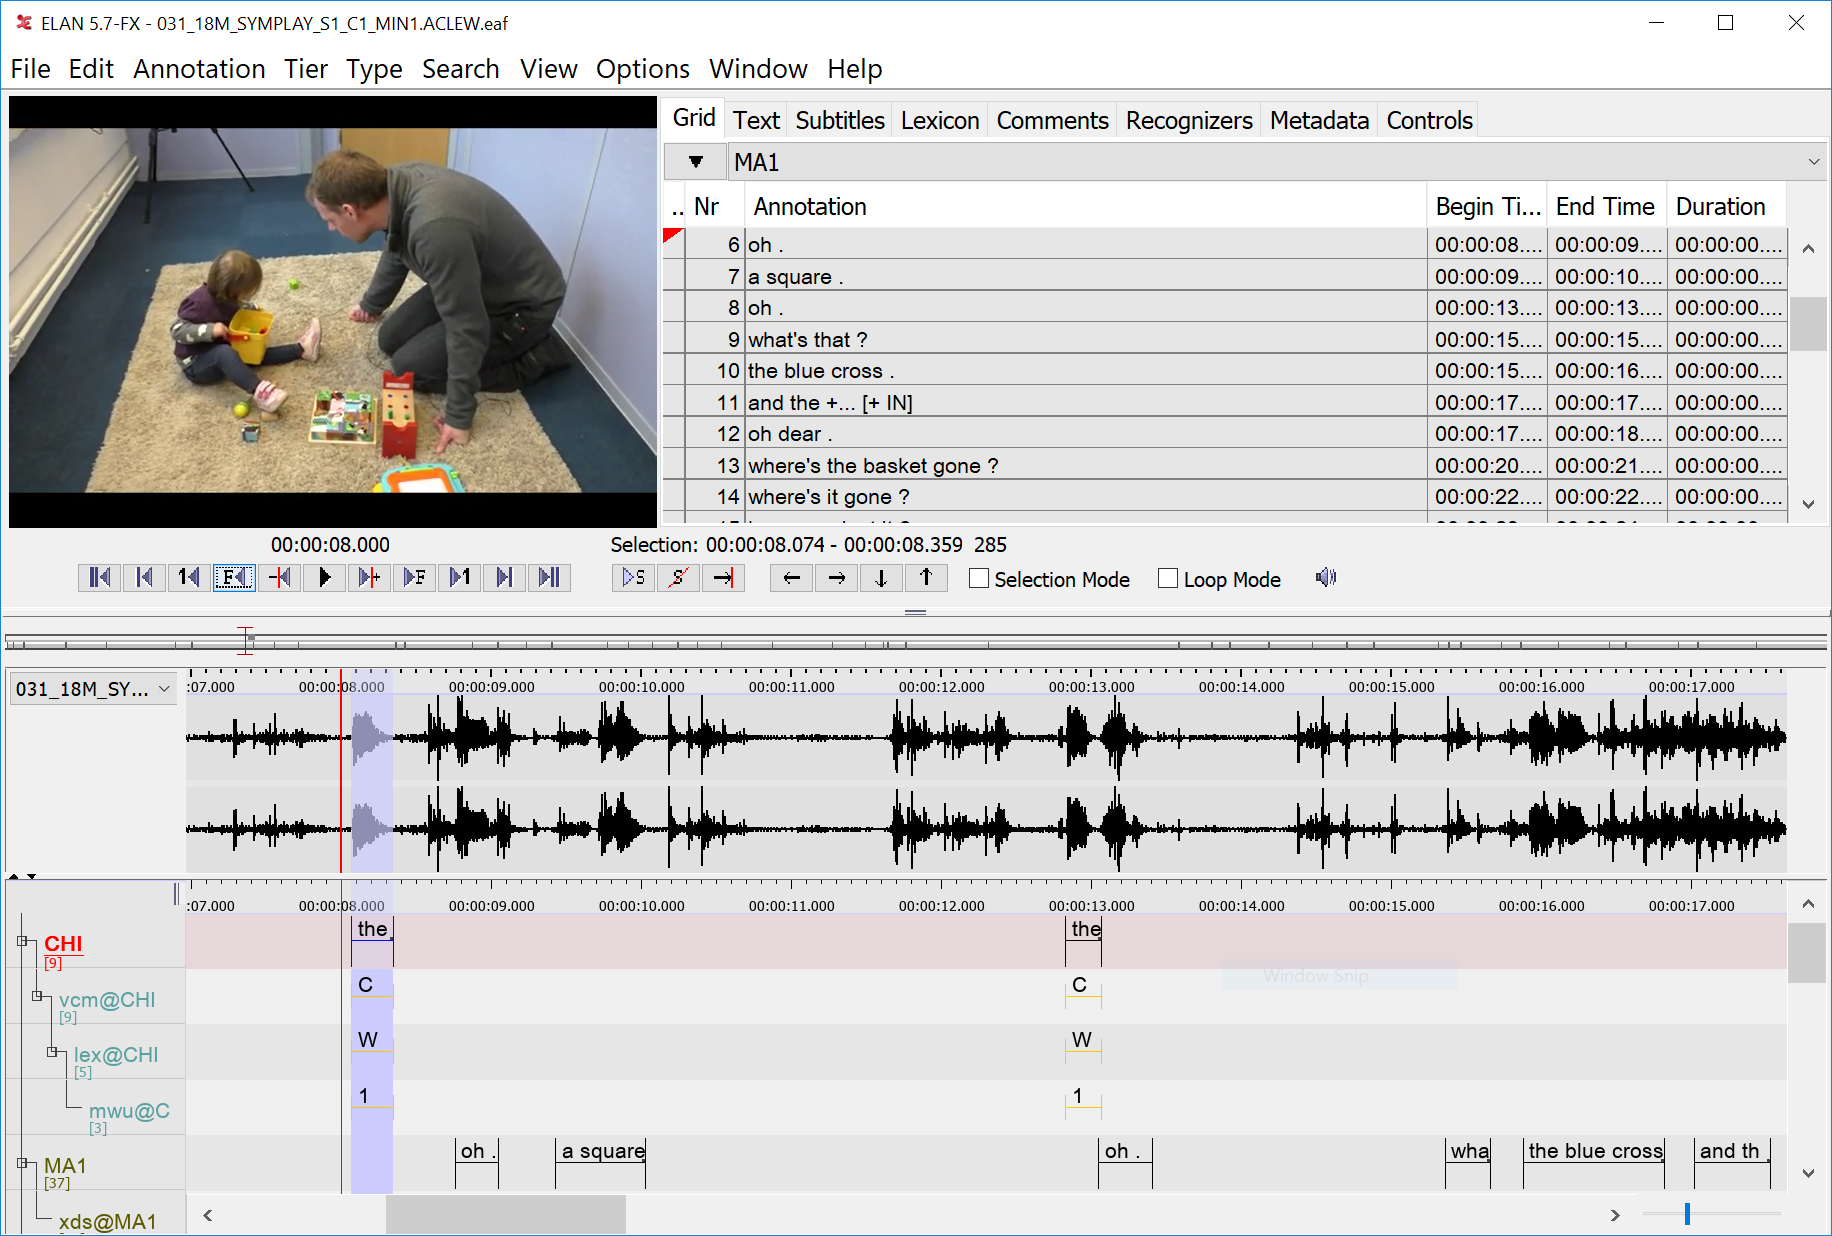 ELAN 5.7-FX - 031_18M_SYMPLAY_S1_C1_MIN1.ACLEW.eaf
File Edit Annotation Tier Type Search View Options Window Help
Grid Text Subtitles Lexicon Comments Recognizers Metadata Controls
MA1
.. Nr Annotation Begin Ti... End Time Duration
6 oh . 00:00:08.... 00:00:09.... 00:00:00....
7 a square . 00:00:09.... 00:00:10.... 00:00:00....
8 oh . 00:00:13.... 00:00:13.... 00:00:00....
9 what's that ? 00:00:15.... 00:00:15.... 00:00:00....
10 the blue cross . 00:00:15.... 00:00:16.... 00:00:00....
11 and the +... [+ IN] 00:00:17.... 00:00:17.... 00:00:00....
12 oh dear . 00:00:17.... 00:00:18.... 00:00:00....
13 where's the basket gone ? 00:00:20.... 00:00:21.... 00:00:00....
14 where's it gone ? 00:00:22.... 00:00:22.... 00:00:00....
00:00:08.000
Selection: 00:00:08.074 - 00:00:08.359 285
1 F F 1 S S Selection Mode Loop Mode
031_18M_SY...
:07.000 00:00:08.000 00:00:09.000 00:00:10.000 00:00:11.000 00:00:12.000 00:00:13.000 00:00:14.000 00:00:15.000 00:00:16.000 00:00:17.000
:07.000 00:00:08.000 00:00:09.000 00:00:10.000 00:00:11.000 00:00:12.000 00:00:13.000 00:00:14.000 00:00:15.000 00:00:16.000 00:00:17.000
CHI the the
[9]
Window Snip
vcm@CHI C C
[9]
lex@CHI W W
[5]
mwu@C 1 1
[3]
MA1 oh . a square oh . wha the blue cross and th
[37]
xds@MA1